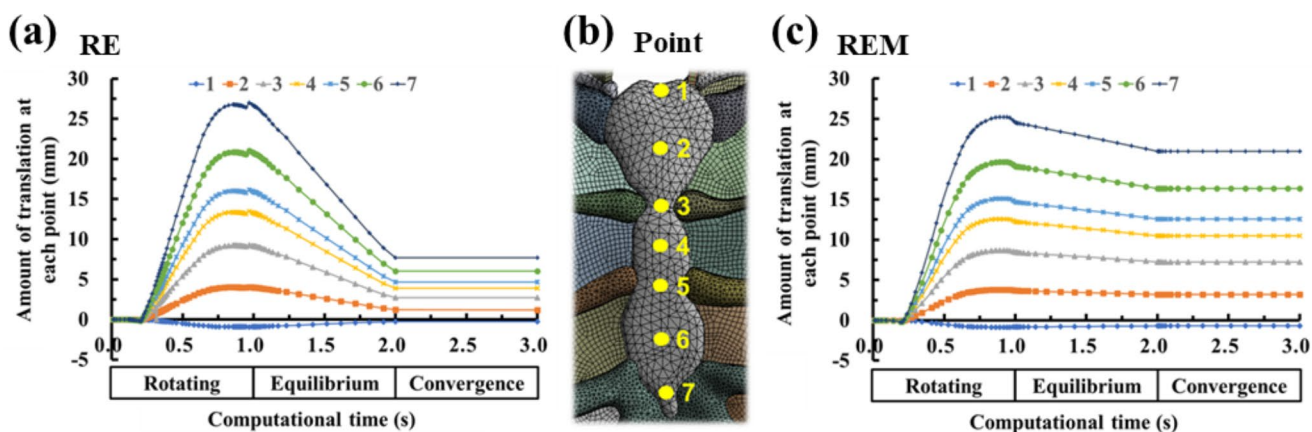 (a) RE
1 2 3 4 5 6 7
Amount of translation at
each point (mm)
30
25
20
15
10
5
0
-5
0.0 0.5 1.0 1.5 2.0 2.5 3.0
Rotating Equilibrium Convergence
Computational time (s)
(b) Point
1
2
3
4
5
6
7
(c) REM
1 2 3 4 5 6 7
Amount of translation at
each point (mm)
30
25
20
15
10
5
0
-5
0.0 0.5 1.0 1.5 2.0 2.5 3.0
Rotating Equilibrium Convergence
Computational time (s)